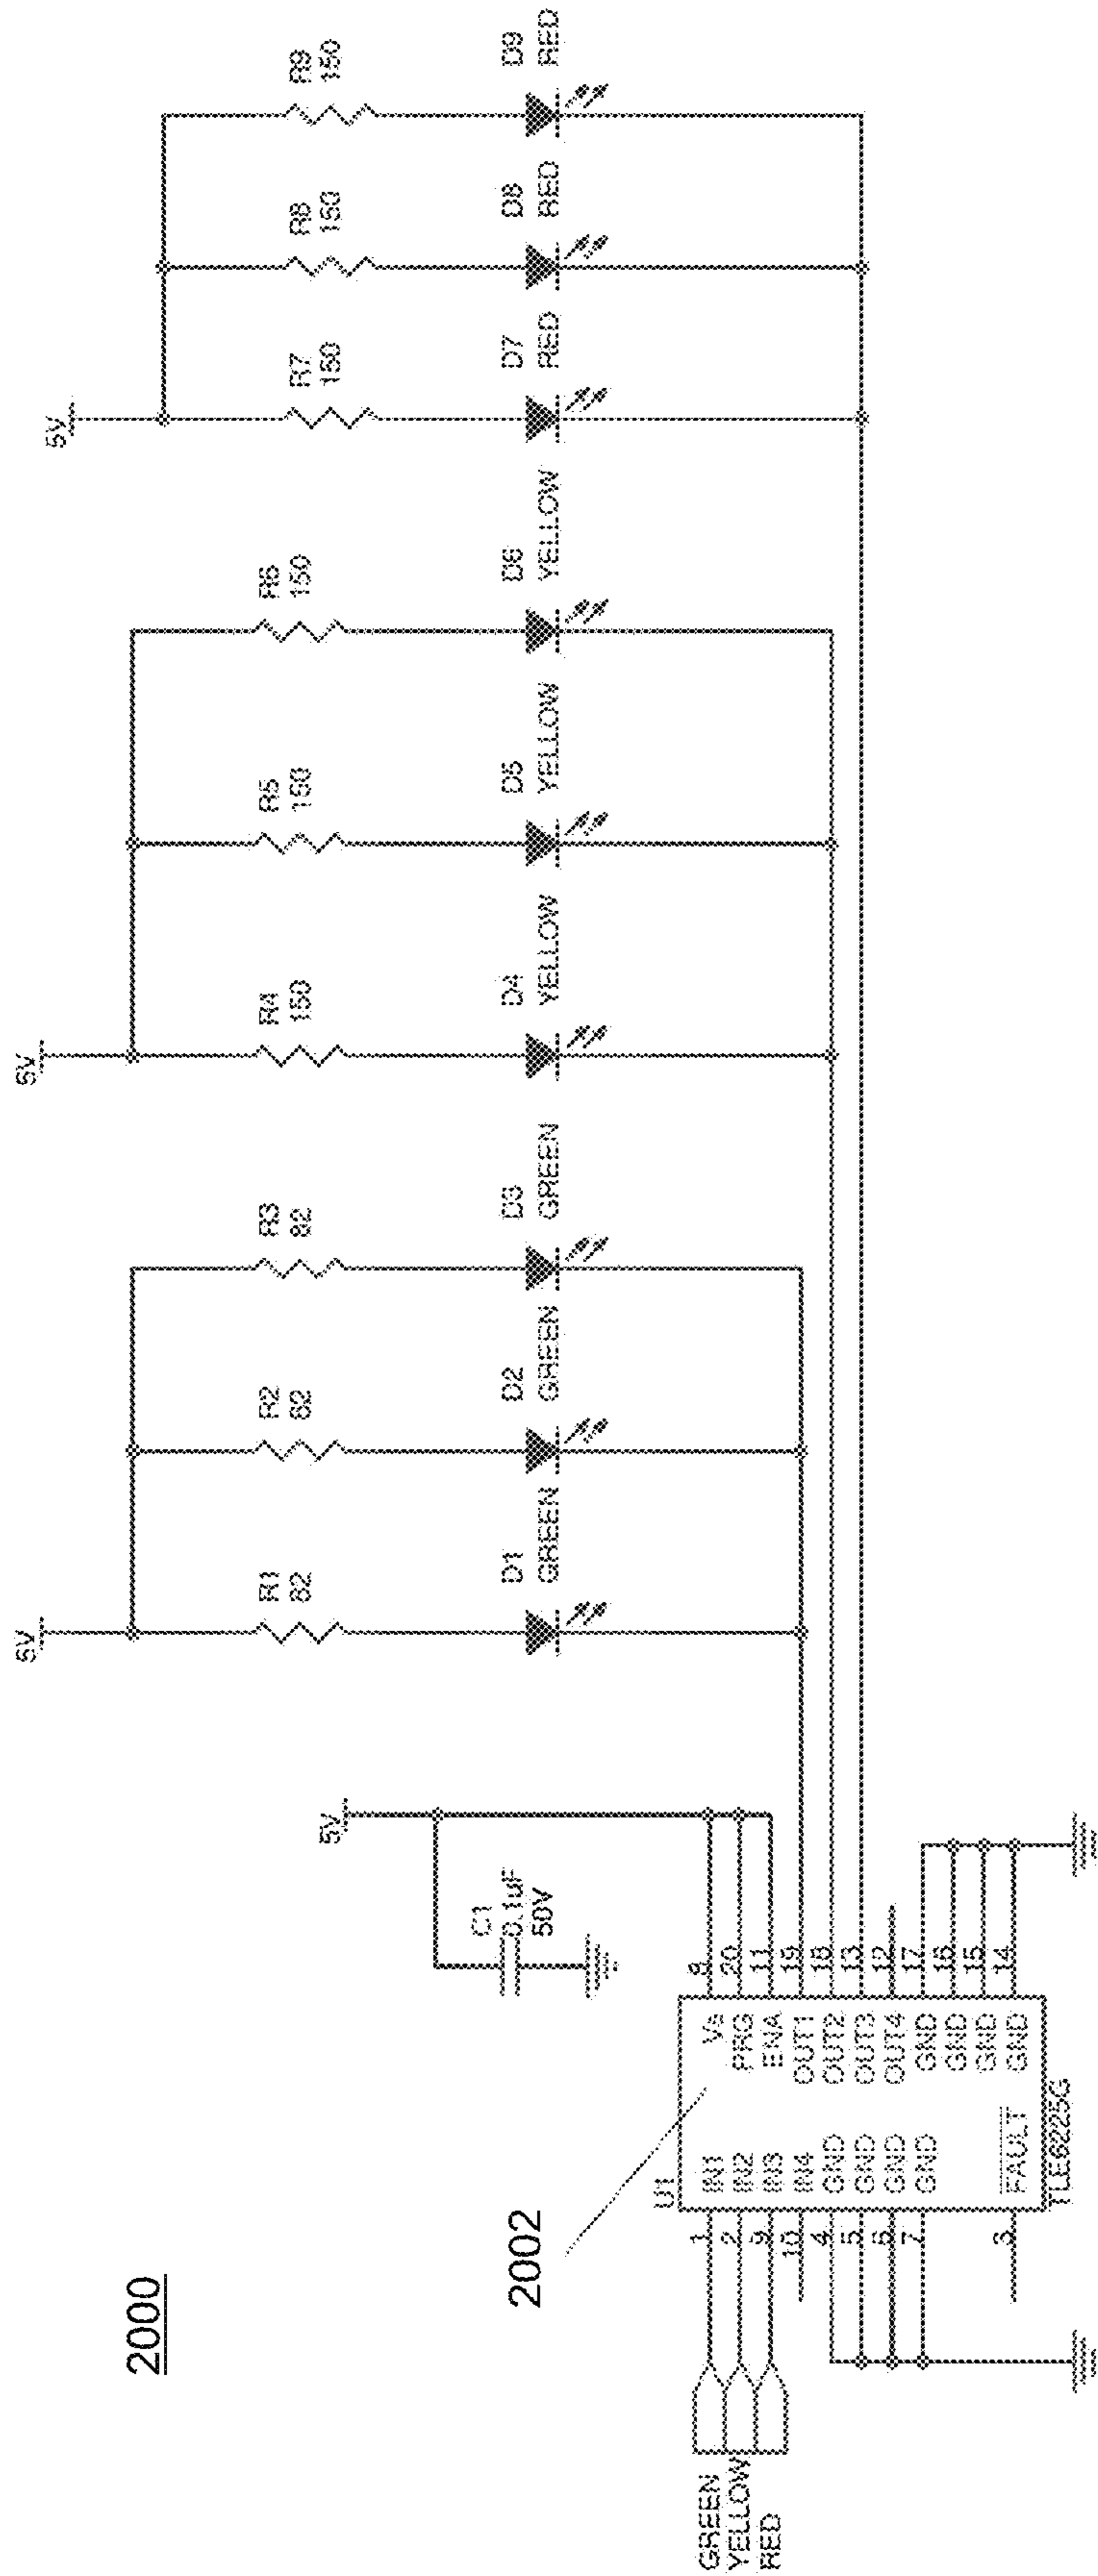 2000
2002
GREEN
YELLOW
RED
U1
1 IN1
2 IN2
9 IN3
10 IN4
4 GND
5 GND
6 GND
7 GND
3 FAULT
Vs 8
PRG 20
ENA 11
OUT1 19
OUT2 18
OUT3 13
OUT4 12
GND 17
GND 16
GND 15
GND 14
TLE6225G
5V
C1
0.1uF
50V
5V
R1
82
R2
82
R3
82
D1
GREEN
D2
GREEN
D3
GREEN
5V
R4
150
R5
150
R6
150
D4
YELLOW
D5
YELLOW
D6
YELLOW
5V
R7
150
R8
150
R9
150
D7
RED
D8
RED
D9
RED